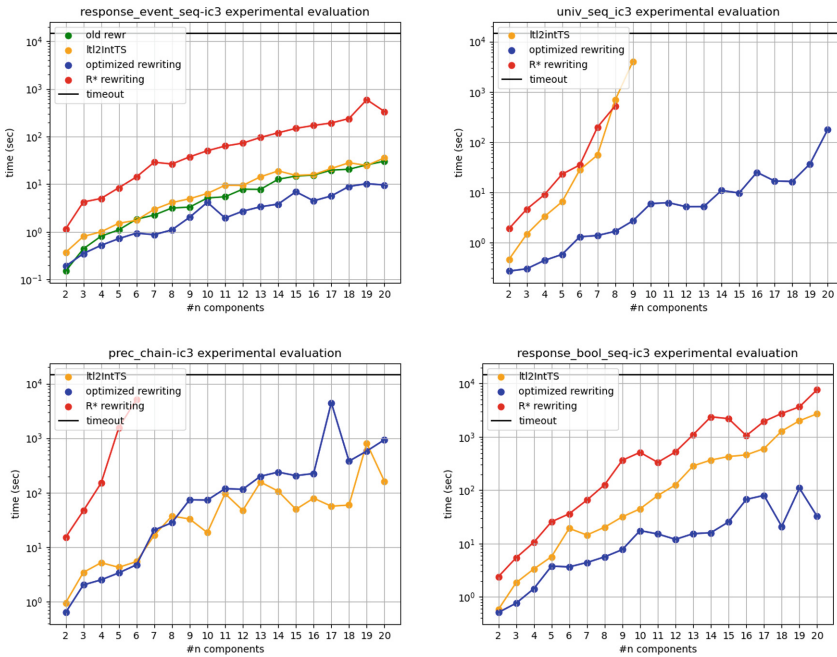 response_event_seq-ic3 experimental evaluation
old rewr
ltl2IntTS
optimized rewriting
R* rewriting
timeout
time (sec)
10⁴
10³
10²
10¹
10⁰
10⁻¹
2 3 4 5 6 7 8 9 10 11 12 13 14 15 16 17 18 19 20
#n components
univ_seq_ic3 experimental evaluation
ltl2intTS
optimized rewriting
R* rewriting
timeout
time (sec)
10⁴
10³
10²
10¹
10⁰
2 3 4 5 6 7 8 9 10 11 12 13 14 15 16 17 18 19 20
#n components
prec_chain-ic3 experimental evaluation
ltl2IntTS
optimized rewriting
R* rewriting
timeout
time (sec)
10⁴
10³
10²
10¹
10⁰
2 3 4 5 6 7 8 9 10 11 12 13 14 15 16 17 18 19 20
#n components
response_bool_seq-ic3 experimental evaluation
ltl2IntTS
optimized rewriting
R* rewriting
timeout
time (sec)
10⁴
10³
10²
10¹
10⁰
2 3 4 5 6 7 8 9 10 11 12 13 14 15 16 17 18 19 20
#n components